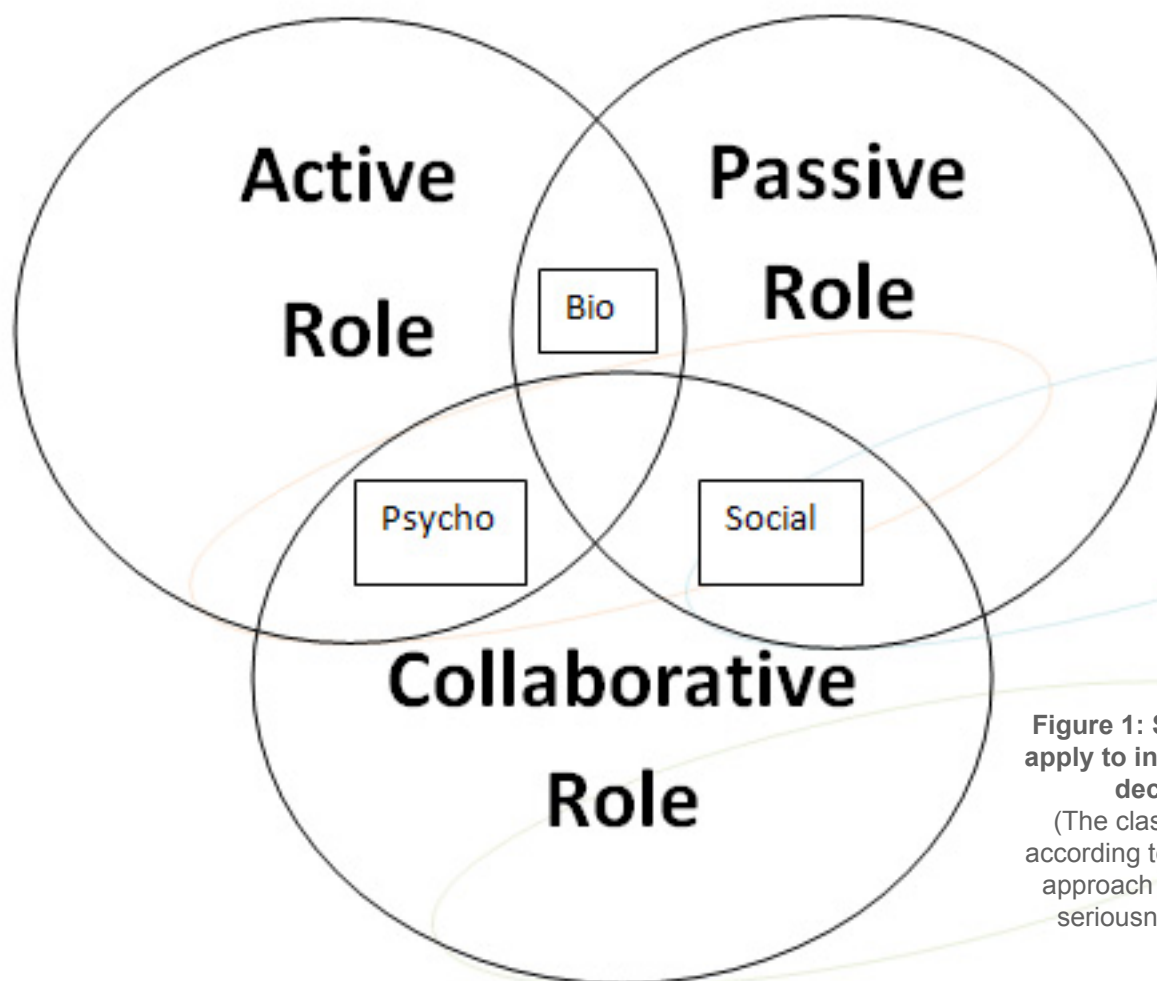 Active
Role
Passive
Role
Bio
Psycho
Social
Collaborative
Role
Figure 1: S
apply to in
dec
(The clas
according t
approach
seriousn